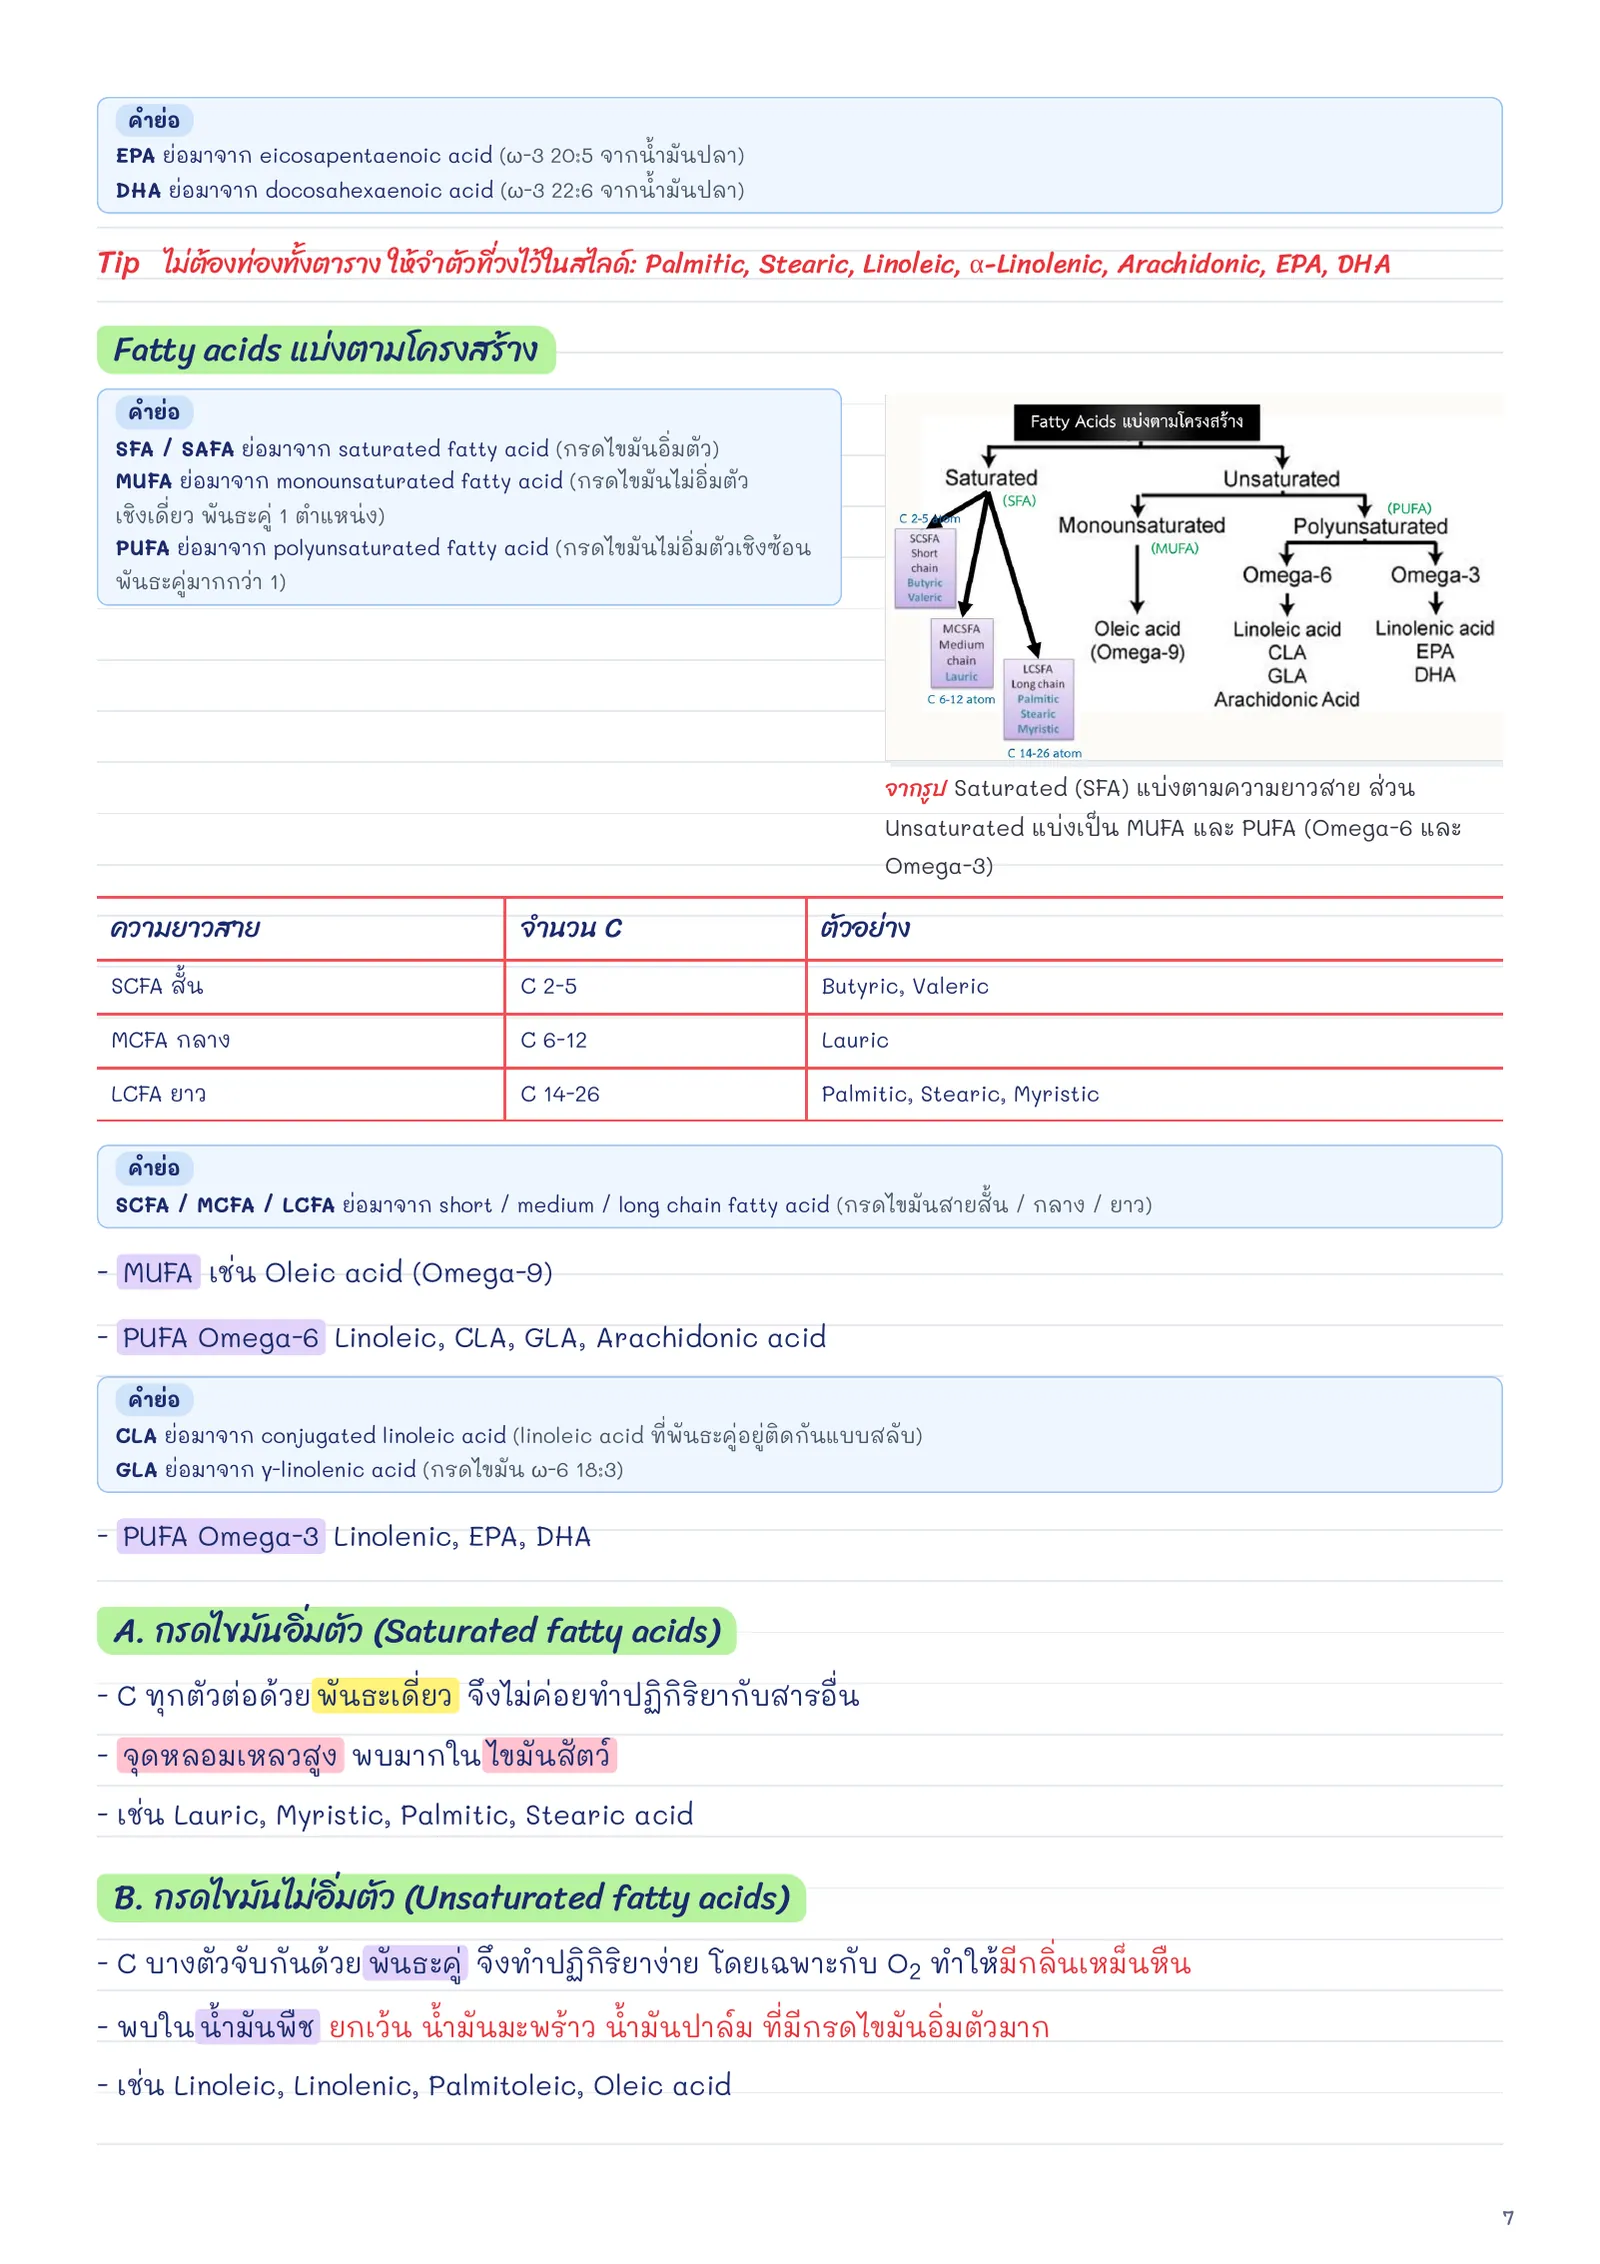 คำย่อ
EPA ย่อมาจาก eicosapentaenoic acid (ω-3 20:5 จากน้ำมันปลา)
DHA ย่อมาจาก docosahexaenoic acid (ω-3 22:6 จากน้ำมันปลา)
Tip ไม่ต้องท่องทั้งตาราง ให้จำตัวที่วงไว้ในสไลด์: Palmitic, Stearic, Linoleic, α-Linolenic, Arachidonic, EPA, DHA
Fatty acids แบ่งตามโครงสร้าง
คำย่อ
SFA / SAFA ย่อมาจาก saturated fatty acid (กรดไขมันอิ่มตัว)
MUFA ย่อมาจาก monounsaturated fatty acid (กรดไขมันไม่อิ่มตัว
เชิงเดี่ยว พันธะคู่ 1 ตำแหน่ง)
PUFA ย่อมาจาก polyunsaturated fatty acid (กรดไขมันไม่อิ่มตัวเชิงซ้อน
พันธะคู่มากกว่า 1)
Fatty Acids แบ่งตามโครงสร้าง
Saturated
(SFA)
Unsaturated
C 2-5 atom
SCSFA
Short
chain
Butyric
Valeric
MCSFA
Medium
chain
Lauric
C 6-12 atom
LCSFA
Long chain
Palmitic
Stearic
Myristic
C 14-26 atom
Monounsaturated
(MUFA)
Oleic acid
(Omega-9)
(PUFA)
Polyunsaturated
Omega-6
Linoleic acid
CLA
GLA
Arachidonic Acid
Omega-3
Linolenic acid
EPA
DHA
จากรูป Saturated (SFA) แบ่งตามความยาวสาย ส่วน
Unsaturated แบ่งเป็น MUFA และ PUFA (Omega-6 และ
Omega-3)
ความยาวสาย จำนวน C ตัวอย่าง
SCFA สั้น C 2-5 Butyric, Valeric
MCFA กลาง C 6-12 Lauric
LCFA ยาว C 14-26 Palmitic, Stearic, Myristic
คำย่อ
SCFA / MCFA / LCFA ย่อมาจาก short / medium / long chain fatty acid (กรดไขมันสายสั้น / กลาง / ยาว)
- MUFA เช่น Oleic acid (Omega-9)
- PUFA Omega-6 Linoleic, CLA, GLA, Arachidonic acid
คำย่อ
CLA ย่อมาจาก conjugated linoleic acid (linoleic acid ที่พันธะคู่อยู่ติดกันแบบสลับ)
GLA ย่อมาจาก γ-linolenic acid (กรดไขมัน ω-6 18:3)
- PUFA Omega-3 Linolenic, EPA, DHA
A. กรดไขมันอิ่มตัว (Saturated fatty acids)
- C ทุกตัวต่อด้วยพันธะเดี่ยว จึงไม่ค่อยทำปฏิกิริยากับสารอื่น
- จุดหลอมเหลวสูง พบมากในไขมันสัตว์
- เช่น Lauric, Myristic, Palmitic, Stearic acid
B. กรดไขมันไม่อิ่มตัว (Unsaturated fatty acids)
- C บางตัวจับกันด้วยพันธะคู่ จึงทำปฏิกิริยาง่าย โดยเฉพาะกับ O₂ ทำให้มีกลิ่นเหม็นหืน
- พบในน้ำมันพืช ยกเว้น น้ำมันมะพร้าว น้ำมันปาล์ม ที่มีกรดไขมันอิ่มตัวมาก
- เช่น Linoleic, Linolenic, Palmitoleic, Oleic acid
7